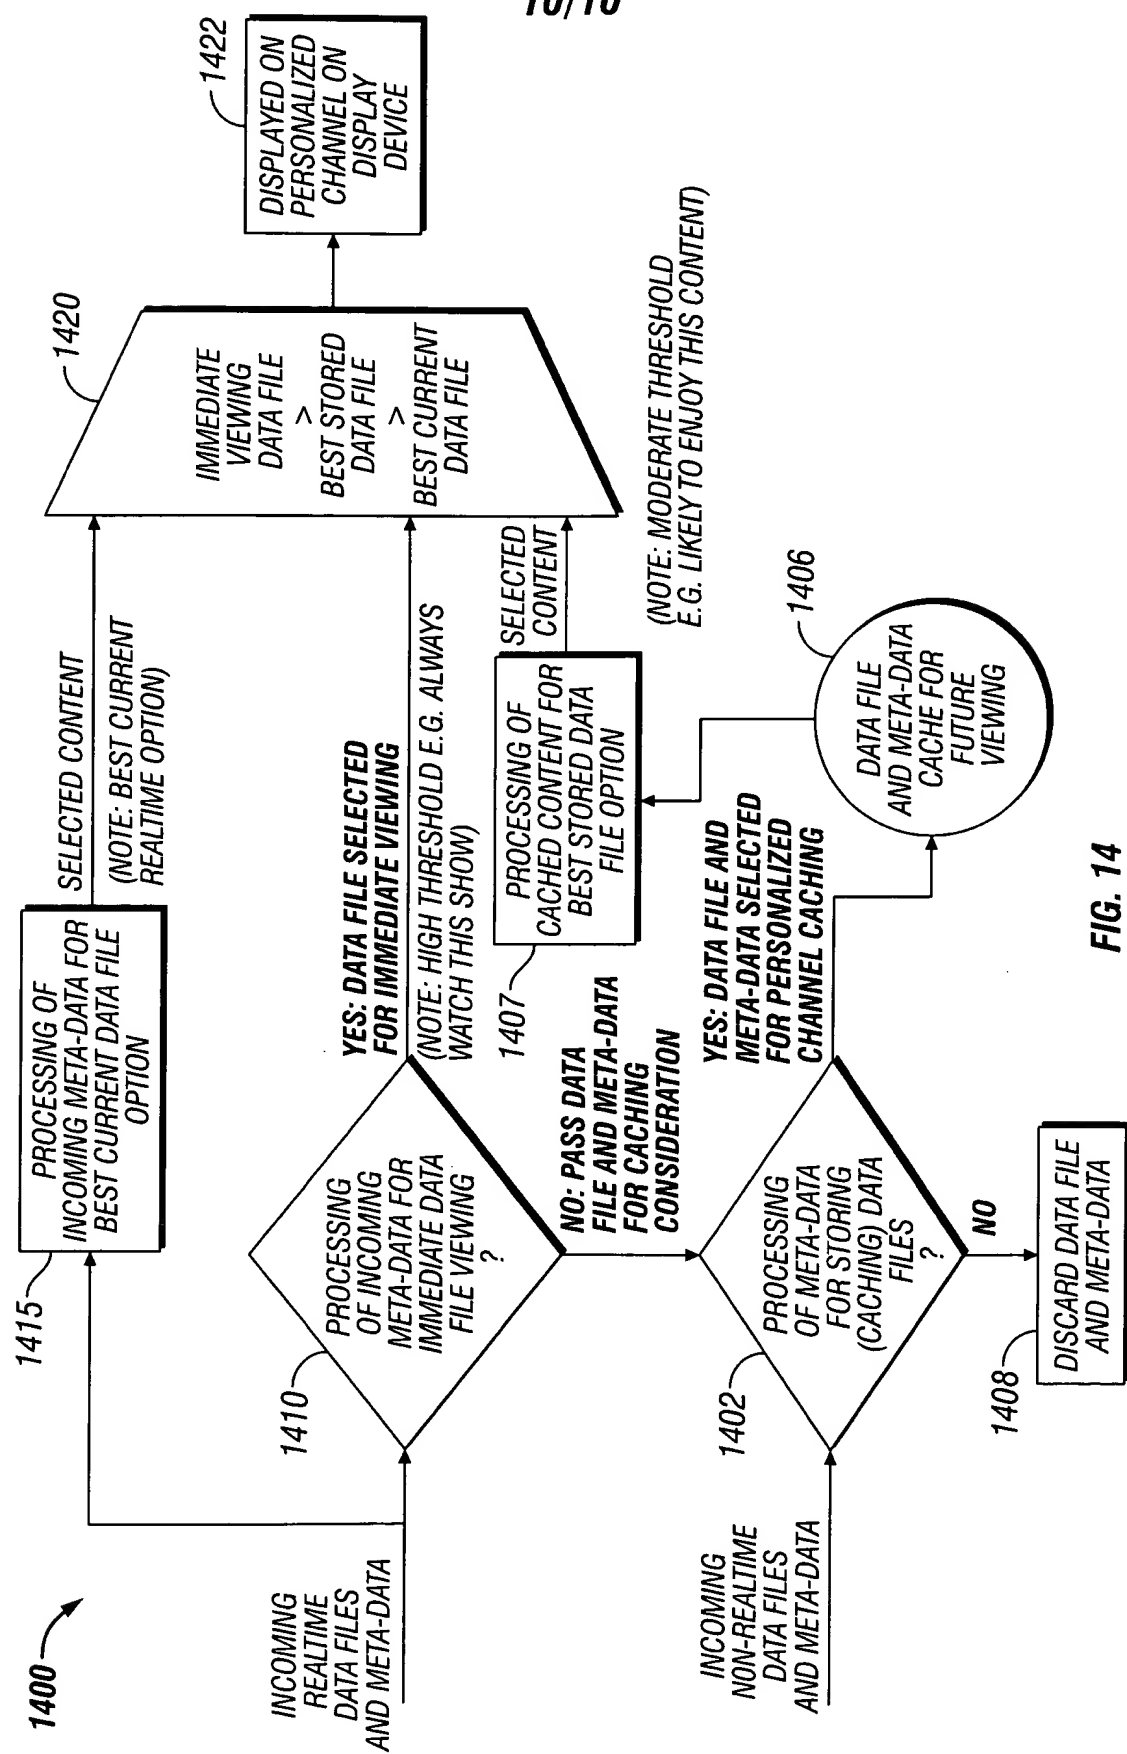 10/10
1400
INCOMING
REALTIME
DATA FILES
AND META-DATA
1415
PROCESSING OF
INCOMING META-DATA FOR
BEST CURRENT DATA FILE
OPTION
SELECTED CONTENT
(NOTE: BEST CURRENT
REALTIME OPTION)
1410
PROCESSING
OF INCOMING
META-DATA FOR
IMMEDIATE DATA
FILE VIEWING
?
YES: DATA FILE SELECTED
FOR IMMEDIATE VIEWING
(NOTE: HIGH THRESHOLD E.G. ALWAYS
WATCH THIS SHOW)
1420
IMMEDIATE
VIEWING
DATA FILE
>
BEST STORED
DATA FILE
>
BEST CURRENT
DATA FILE
1422
DISPLAYED ON
PERSONALIZED
CHANNEL ON
DISPLAY
DEVICE
1407
PROCESSING OF
CACHED CONTENT FOR
BEST STORED DATA
FILE OPTION
SELECTED
CONTENT
(NOTE: MODERATE THRESHOLD
E.G. LIKELY TO ENJOY THIS CONTENT)
NO: PASS DATA
FILE AND META-DATA
FOR CACHING
CONSIDERATION
INCOMING
NON-REALTIME
DATA FILES
AND META-DATA
1402
PROCESSING
OF META-DATA
FOR STORING
(CACHING) DATA
FILES
?
YES: DATA FILE AND
META-DATA SELECTED
FOR PERSONALIZED
CHANNEL CACHING
1406
DATA FILE
AND META-DATA
CACHE FOR
FUTURE
VIEWING
NO
1408
DISCARD DATA FILE
AND META-DATA
FIG. 14